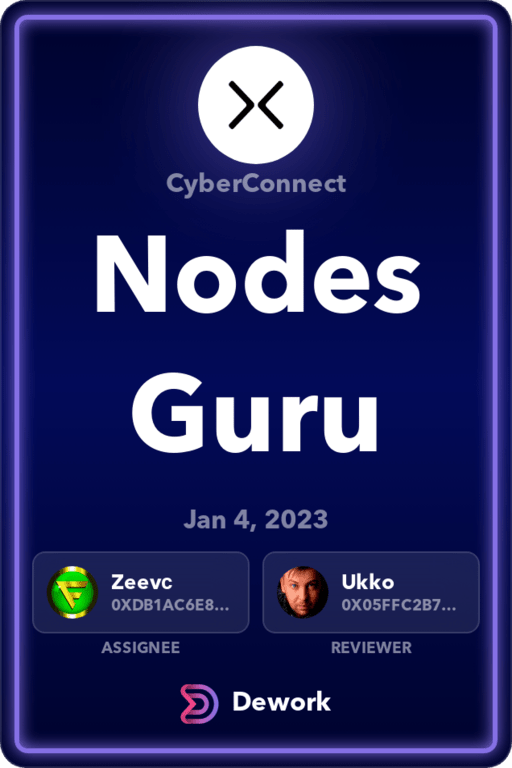 CyberConnect
Nodes
Guru
Jan 4, 2023
Zeevc
0XDB1AC6E8...
Ukko
0X05FFC2B7...
ASSIGNEE
REVIEWER
Dework